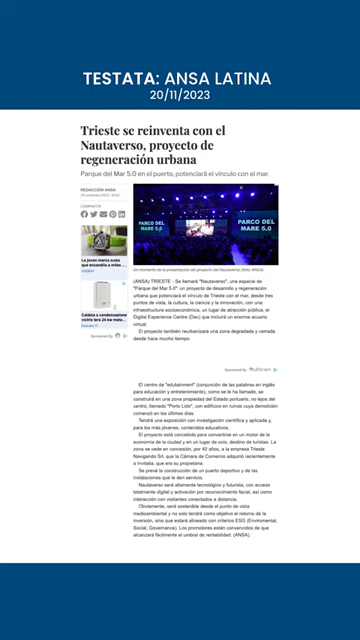 TESTATA: ANSA LATINA
20/11/2023
Trieste se reinventa con el
Nautaverso, proyecto de
regeneración urbana
Parque del Mar 5.0 en el puerto, potenciará el vínculo con el mar.
REDACCIÓN ANSA
COMPARTIR
PARCO DEL
MARE 5.0
PARCO DEL
MARE 5.0
La joven marca suiza
que encandila a miles ...
Caldaia a condensazione
Sponsored By
Un momento de la presentación del proyecto del Nautaverso. (foto: ANSA)
(ANSA) TRIESTE - Se llamará "Nautaverso", una especie de
"Parque del Mar 5.0": un proyecto de desarrollo y regeneración
urbana que potenciará el vínculo de Trieste con el mar, desde tres
puntos de vista, la cultura, la ciencia y la innovación, con una
infraestructura socioeconómica, un lugar de atracción pública, el
Digital Experience Centre (Dec) que incluirá un enorme acuario
virtual.
El proyecto también reurbanizará una zona degradada y cerrada
desde hace mucho tiempo.
Sponsored By Outbrain
El centro de "edutainment" (conjunción de las palabras en inglés
para educación y entretenimiento), como se le ha llamado, se
construirá en una zona propiedad del Estado portuario, no lejos del
centro, llamada "Porto Lido", con edificios en ruinas cuya demolición
comenzó en los últimos días.
Tendrá una exposición con investigación científica y aplicada y,
para los más jóvenes, contenidos educativos.
El proyecto está concebido para convertirse en un motor de la
economía de la ciudad y en un lugar de ocio, destino de turistas. La
zona se cede en concesión, por 40 años, a la empresa Trieste
Navigando Srl, que la Cámara de Comercio adquirió recientemente
a Invitalia, que era su propietaria.
Se prevé la construcción de un puerto deportivo y de las
instalaciones que le den servicio.
Nautaverso será altamente tecnológico y futurista, con acceso
totalmente digital y activación por reconocimiento facial, así como
interacción con visitantes conectados a distancia.
Obviamente, será sostenible desde el punto de vista
medioambiental y no solo tendrá como objetivo el retorno de la
inversión, sino que estará alineado con criterios ESG (Enviromental,
Social, Governance). Los promotores están convencidos de que
alcanzará fácilmente el umbral de rentabilidad. (ANSA).